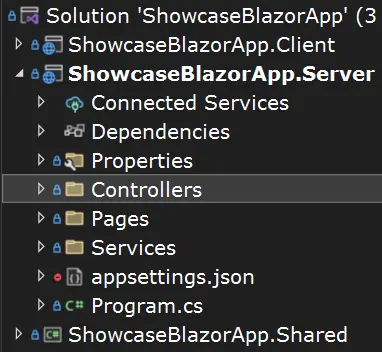 Solution 'ShowcaseBlazorApp' (3
ShowcaseBlazorApp.Client
ShowcaseBlazorApp.Server
Connected Services
Dependencies
Properties
Controllers
Pages
Services
appsettings.json
C# Program.cs
C# ShowcaseBlazorApp.Shared